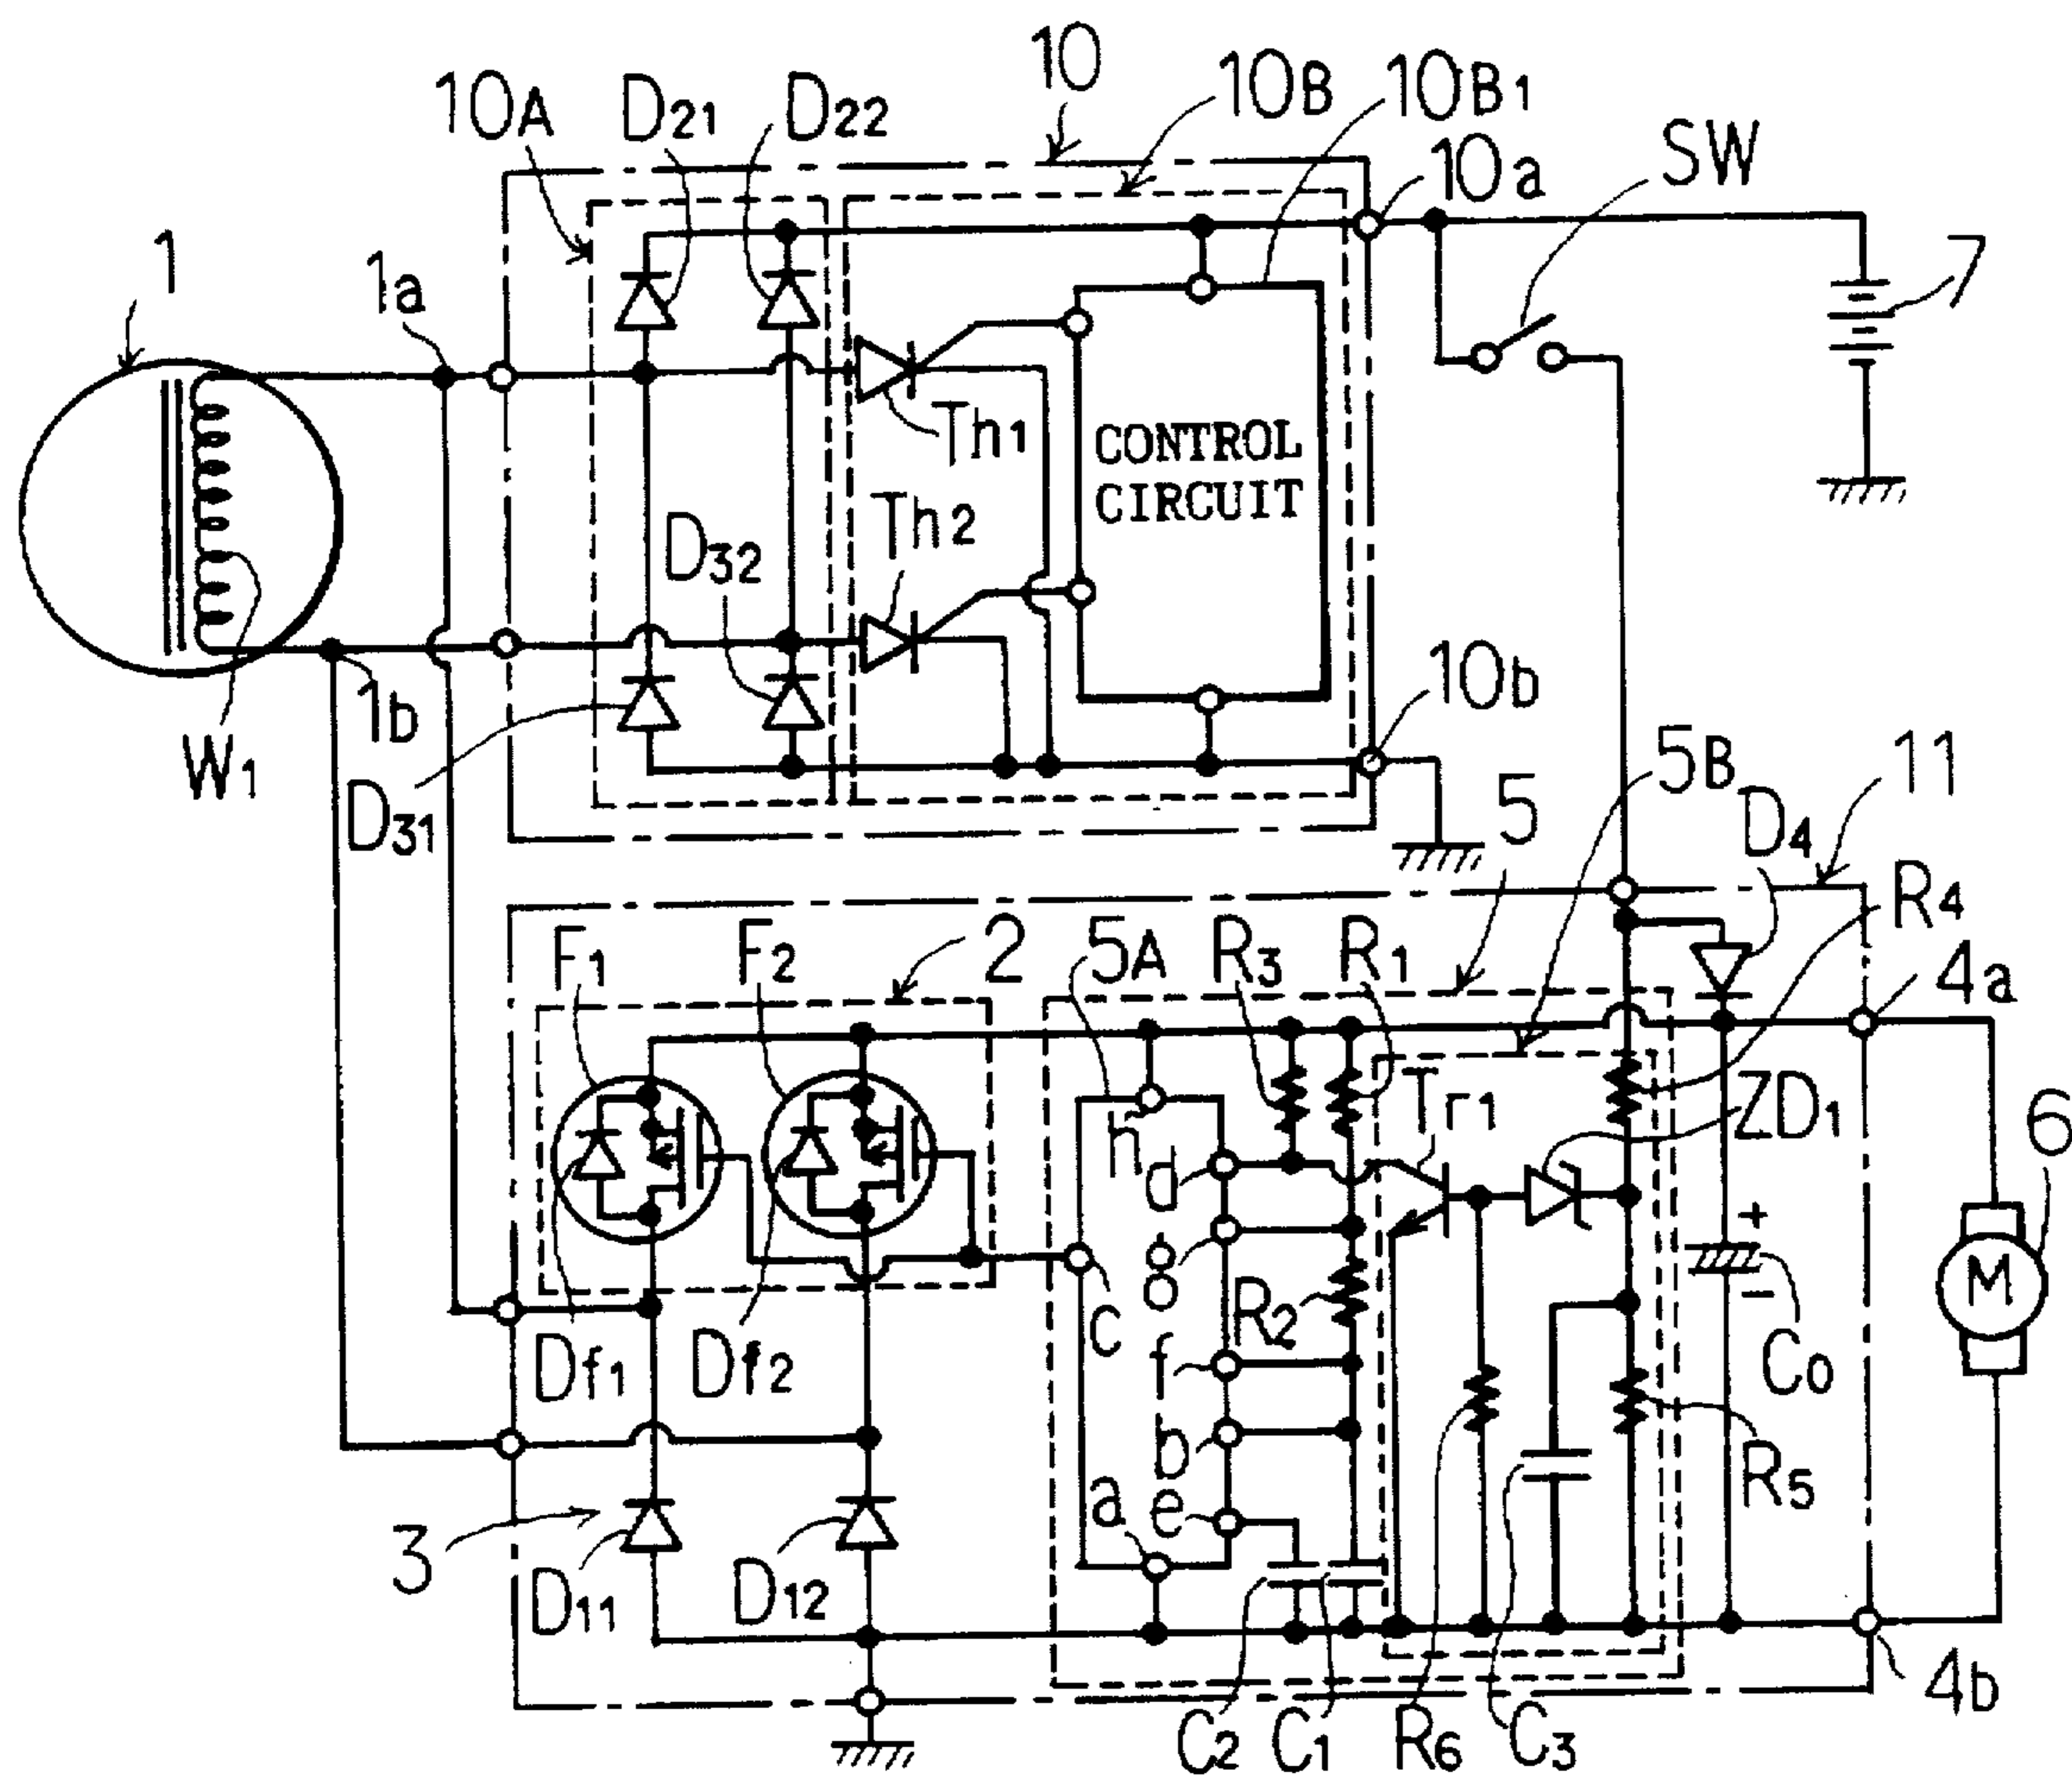 10
10A
D21
D22
10B
10B1
10a
SW
1
1a
7
Th1
CONTROL
CIRCUIT
Th2
D32
10b
1b
W1
D31
5
5B
11
D4
R4
F1
F2
2
5A
R3
R1
4a
Tr1
ZD1
h
d
6
g
+
M
R2
−
c
Df1
Df2
f
C0
b
R5
a
e
3
D11
D12
4b
C2
C1
R6
C3